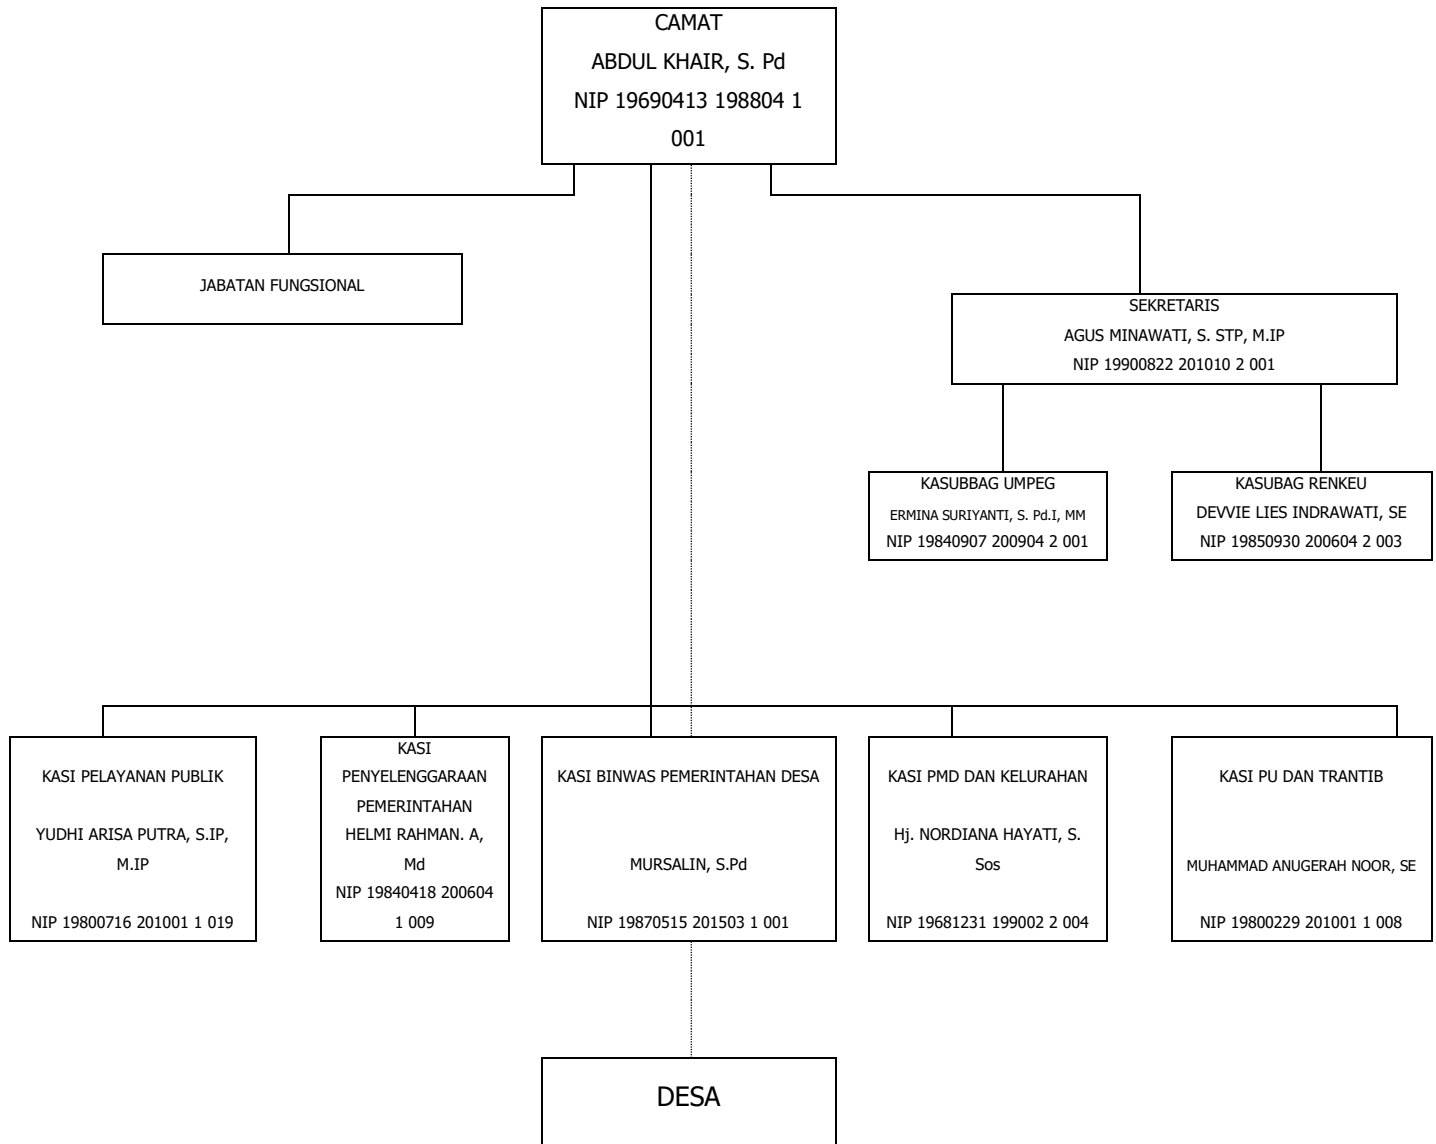 CAMAT
ABDUL KHAIR, S. Pd
NIP 19690413 198804 1
001
JABATAN FUNGSIONAL
SEKRETARIS
AGUS MINAWATI, S. STP, M.IP
NIP 19900822 201010 2 001
KASUBBAG UMPEG
ERMINA SURIYANTI, S. Pd.I, MM
NIP 19840907 200904 2 001
KASUBAG RENKEU
DEVVIE LIES INDRAWATI, SE
NIP 19850930 200604 2 003
KASI PELAYANAN PUBLIK
YUDHI ARISA PUTRA, S.IP,
M.IP
NIP 19800716 201001 1 019
KASI
PENYELENGGARAAN
PEMERINTAHAN
HELMI RAHMAN. A,
Md
NIP 19840418 200604
1 009
KASI BINWAS PEMERINTAHAN DESA
MURSALIN, S.Pd
NIP 19870515 201503 1 001
KASI PMD DAN KELURAHAN
Hj. NORDIANA HAYATI, S.
Sos
NIP 19681231 199002 2 004
KASI PU DAN TRANTIB
MUHAMMAD ANUGERAH NOOR, SE
NIP 19800229 201001 1 008
DESA